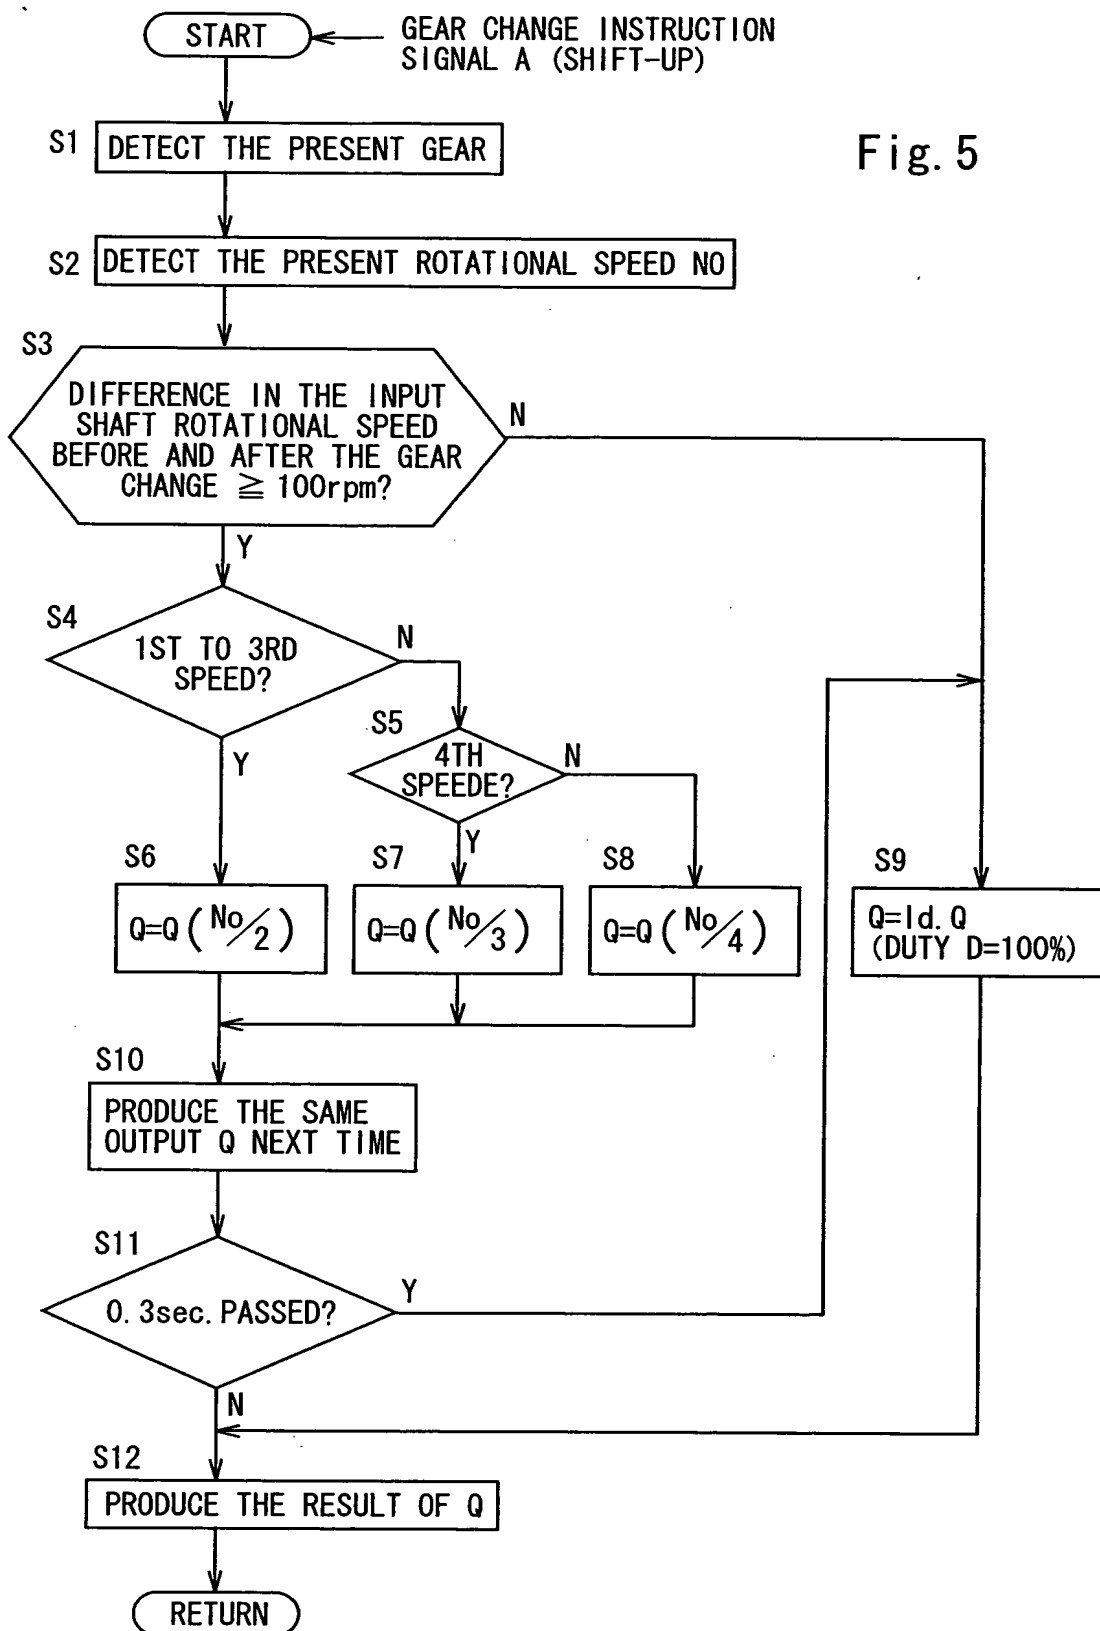 START
GEAR CHANGE INSTRUCTION
SIGNAL A (SHIFT-UP)
Fig. 5
S1
DETECT THE PRESENT GEAR
S2
DETECT THE PRESENT ROTATIONAL SPEED NO
S3
DIFFERENCE IN THE INPUT
SHAFT ROTATIONAL SPEED
BEFORE AND AFTER THE GEAR
CHANGE ≧ 100rpm?
N
Y
S4
1ST TO 3RD
SPEED?
N
Y
S5
4TH
SPEEDE?
N
Y
S6
Q=Q (No/2)
S7
Q=Q (No/3)
S8
Q=Q (No/4)
S9
Q=Id. Q
(DUTY D=100%)
S10
PRODUCE THE SAME
OUTPUT Q NEXT TIME
S11
0. 3sec. PASSED?
Y
N
S12
PRODUCE THE RESULT OF Q
RETURN